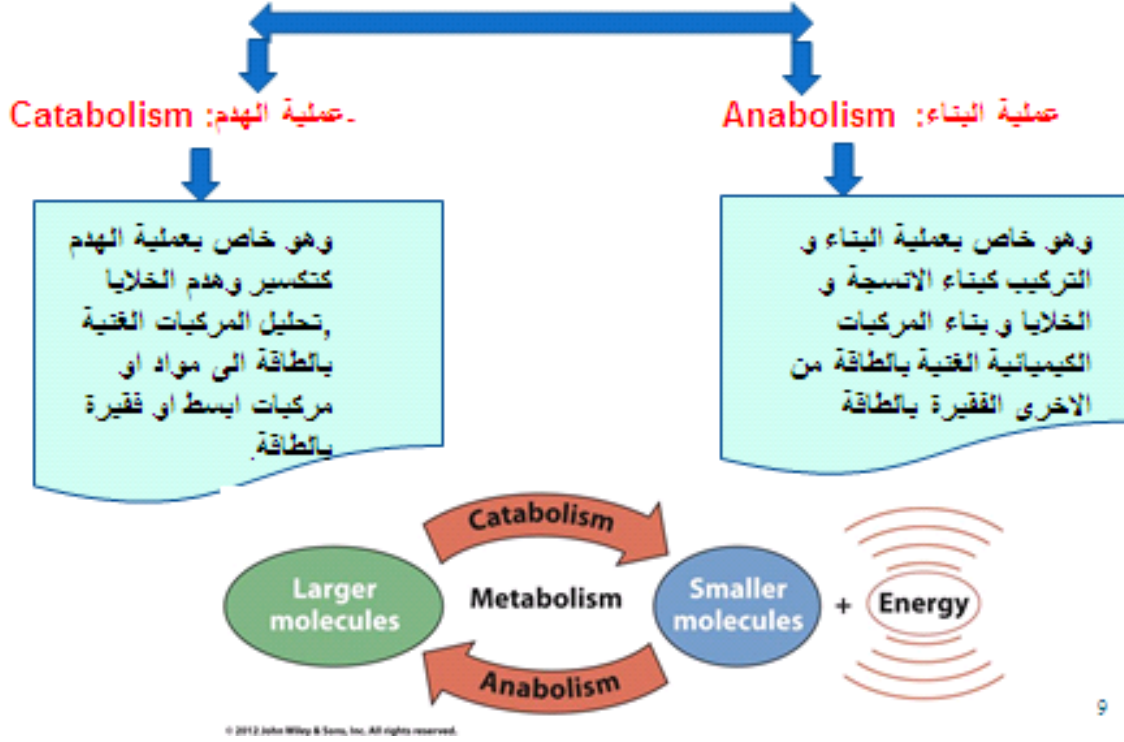 Catabolism :عملية الهدم.
Anabolism :عملية البناء
وهو خاص بعملية الهدم
كتكسير وهدم الخلايا
,تحليل المركبات الغنية
بالطاقة الى مواد او
مركبات ابسط او فقيرة
بالطاقة.
وهو خاص بعملية البناء و
التركيب كبناء الانسجة و
الخلايا و بناء المركبات
الكيميائية الغنية بالطاقة من
الاخرى الفقيرة بالطاقة
Catabolism
Larger
molecules
Metabolism
Smaller
molecules
+
Energy
Anabolism
9
© 2012 John Wiley & Sons, Inc. All rights reserved.